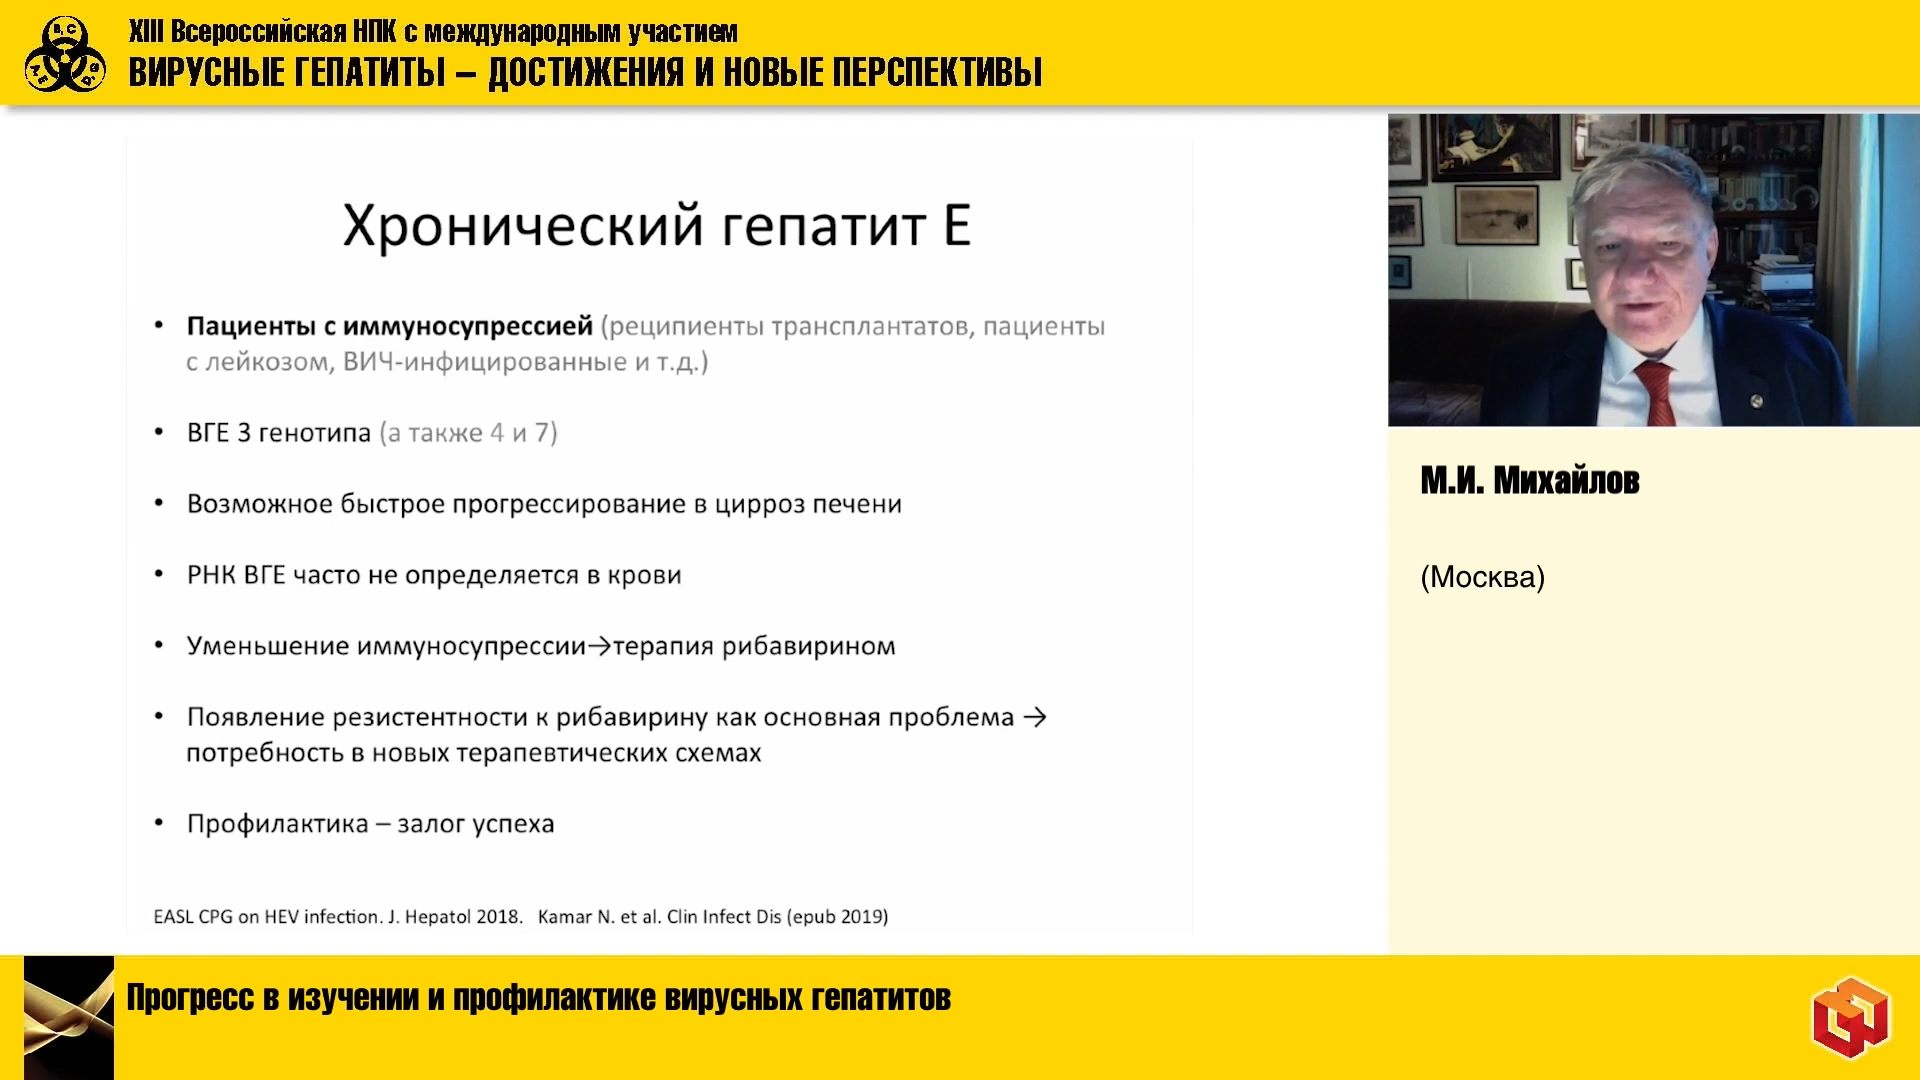 XIII Всероссийская НПК с международным участием
ВИРУСНЫЕ ГЕПАТИТЫ – ДОСТИЖЕНИЯ И НОВЫЕ ПЕРСПЕКТИВЫ
Хронический гепатит Е
• Пациенты с иммуносупрессией (реципиенты трансплантатов, пациенты
с лейкозом, ВИЧ-инфицированные и т.д.)
• ВГЕ 3 генотипа (а также 4 и 7)
• Возможное быстрое прогрессирование в цирроз печени
• РНК ВГЕ часто не определяется в крови
• Уменьшение иммуносупрессии→терапия рибавирином
• Появление резистентности к рибавирину как основная проблема →
потребность в новых терапевтических схемах
• Профилактика – залог успеха
EASL CPG on HEV infection. J. Hepatol 2018. Kamar N. et al. Clin Infect Dis (epub 2019)
М.И. Михайлов
(Москва)
Прогресс в изучении и профилактике вирусных гепатитов